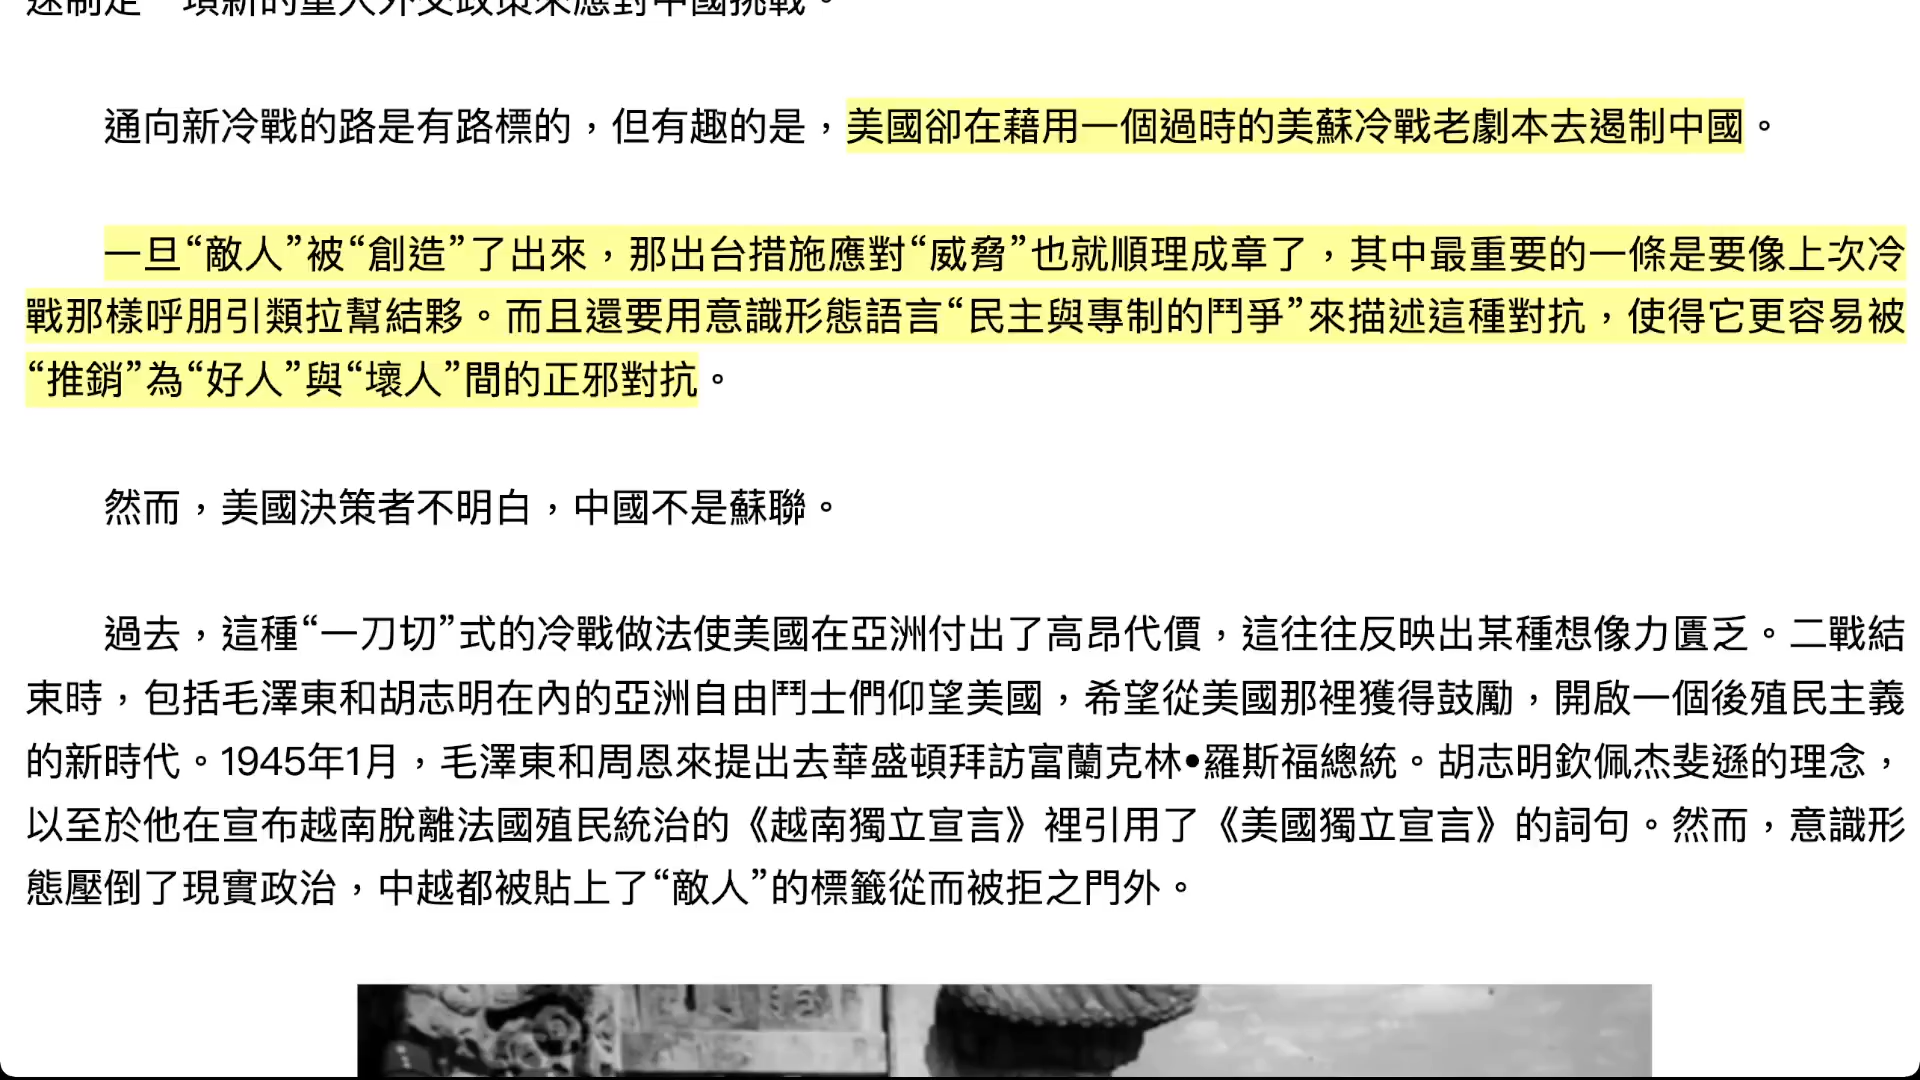 通向新冷戰的路是有路標的，但有趣的是，美國卻在藉用一個過時的美蘇冷戰老劇本去遏制中國。
一旦“敵人”被“創造”了出來，那出台措施應對“威脅”也就順理成章了，其中最重要的一條是要像上次冷
戰那樣呼朋引類拉幫結夥。而且還要用意識形態語言“民主與專制的鬥爭”來描述這種對抗，使得它更容易被
“推銷”為“好人”與“壞人”間的正邪對抗。
然而，美國決策者不明白，中國不是蘇聯。
過去，這種“一刀切”式的冷戰做法使美國在亞洲付出了高昂代價，這往往反映出某種想像力匱乏。二戰結
束時，包括毛澤東和胡志明在內的亞洲自由鬥士們仰望美國，希望從美國那裡獲得鼓勵，開啟一個後殖民主義
的新時代。1945年1月，毛澤東和周恩來提出去華盛頓拜訪富蘭克林•羅斯福總統。胡志明欽佩杰斐遜的理念，
以至於他在宣布越南脫離法國殖民統治的《越南獨立宣言》裡引用了《美國獨立宣言》的詞句。然而，意識形
態壓倒了現實政治，中越都被貼上了“敵人”的標籤從而被拒之門外。